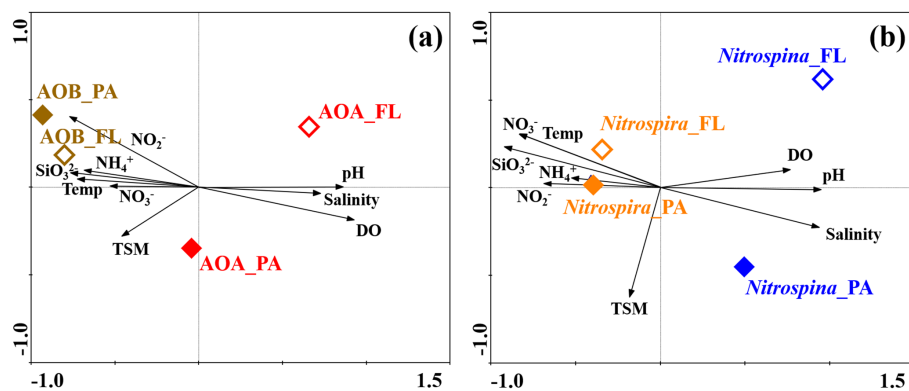 1.0
(a)
AOB_PA
AOA_FL
NO₂⁻
AOB_FL
NH₄⁺
SiO₃²⁻
Temp
NO₃⁻
pH
Salinity
DO
TSM
AOA_PA
-1.0
-1.0
1.5
1.0
(b)
Nitrospina_FL
NO₃⁻
Temp
Nitrospira_FL
SiO₃²⁻
DO
NH₄⁺
pH
NO₂⁻
Nitrospira_PA
Salinity
Nitrospina_PA
TSM
-1.0
-1.0
1.5